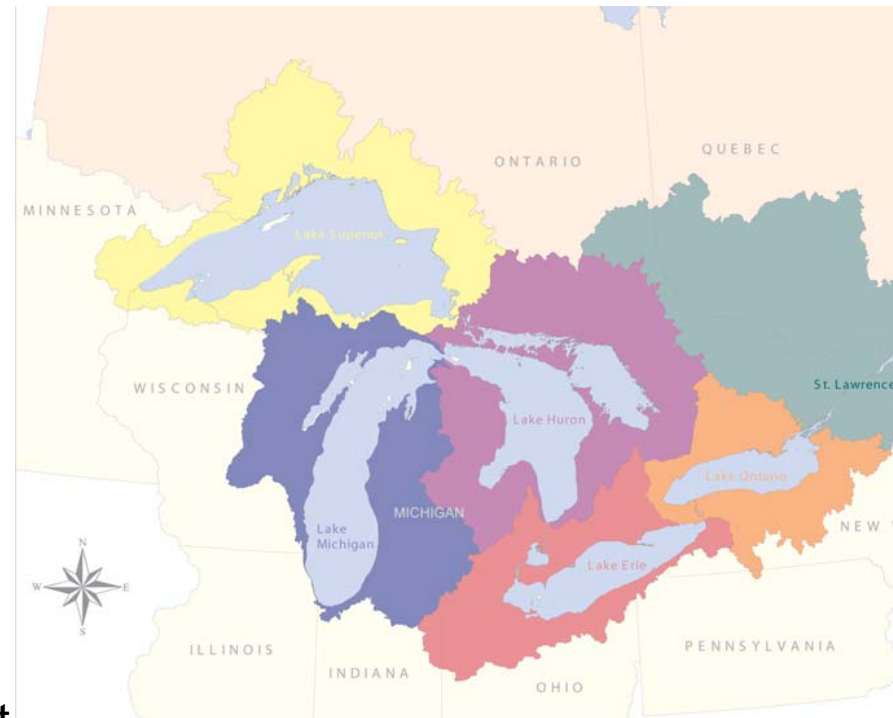 ONTARIO
QUEBEC
MINNESOTA
Lake Superior
St. Lawrence
WISCONSIN
Lake Huron
Lake Ontario
MICHIGAN
NEW
Lake
Michigan
N
W
E
S
Lake Erie
ILLINOIS
INDIANA
OHIO
PENNSYLVANIA